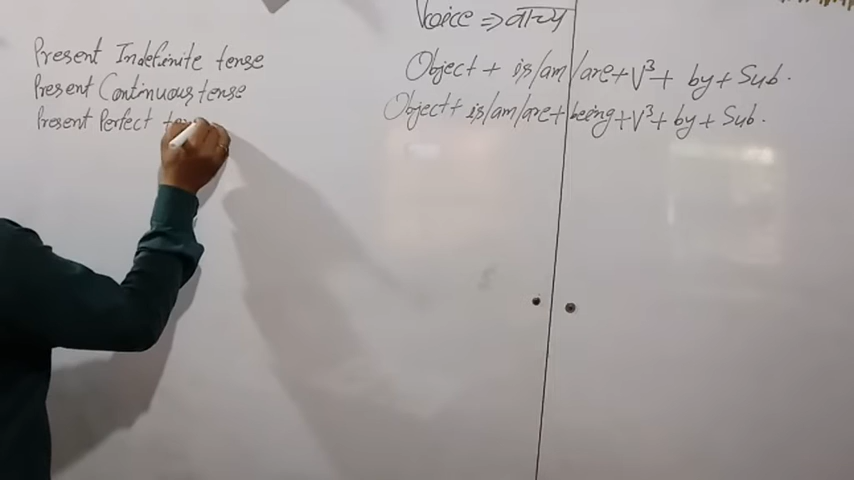 Voice ⇒ वाच्य
Present Indefinite tense
Object + is/am/are + V³ + by + Sub.
Present Continuous tense
Object + is/am/are + being + V³ + by + Sub.
Present Perfect